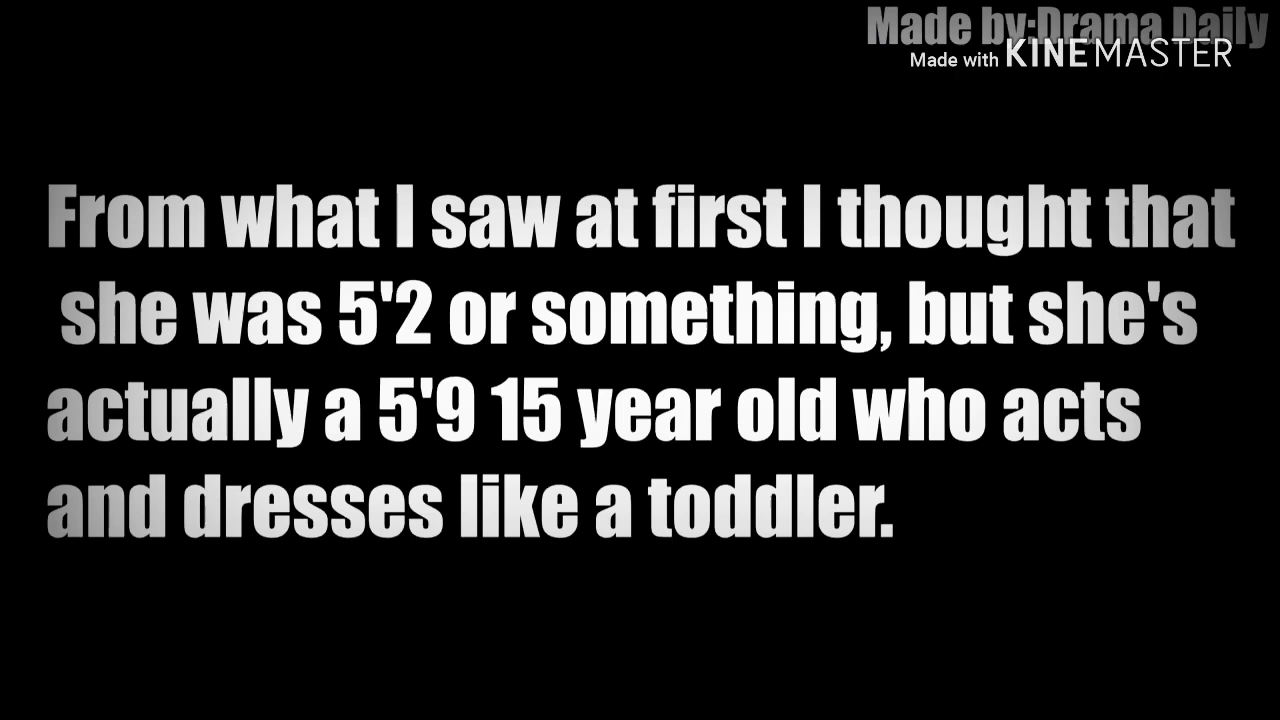 Made by:Drama Daily
Made with KINEMASTER
From what I saw at first I thought that
she was 5'2 or something, but she's
actually a 5'9 15 year old who acts
and dresses like a toddler.